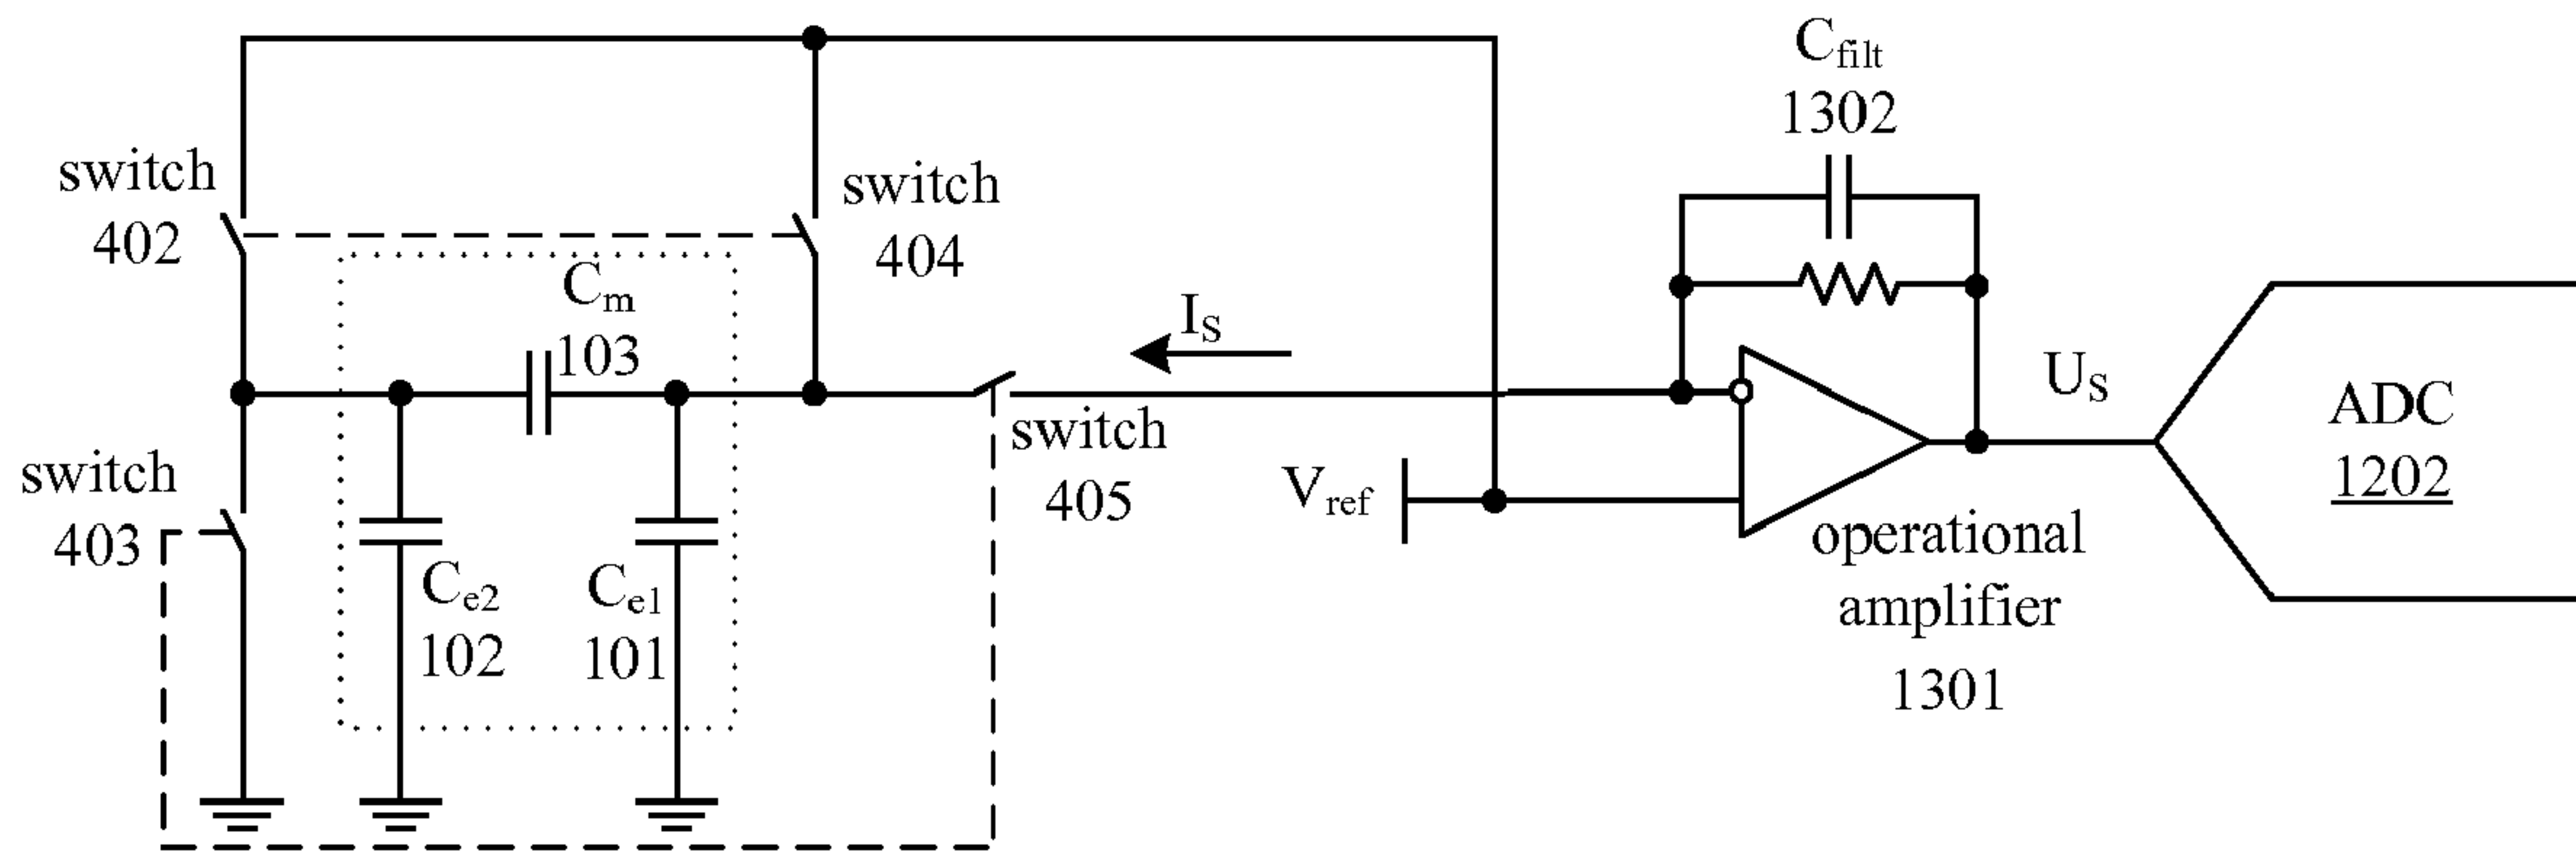 C_filt
1302
switch
402
switch
404
C_m
103
I_S
switch
405
switch
403
C_e2
102
C_e1
101
V_ref
U_S
operational
amplifier
1301
ADC
1202